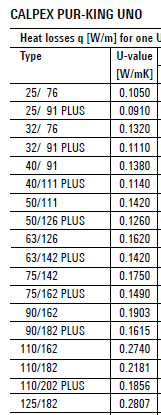 CALPEX PUR-KING UNO
Heat losses q [W/m] for one U
Type U-value
[W/mK]
25/ 76 0.1050
25/ 91 PLUS 0.0910
32/ 76 0.1320
32/ 91 PLUS 0.1110
40/ 91 0.1380
40/111 PLUS 0.1140
50/111 0.1420
50/126 PLUS 0.1260
63/126 0.1620
63/142 PLUS 0.1420
75/142 0.1750
75/162 PLUS 0.1490
90/162 0.1903
90/182 PLUS 0.1615
110/162 0.2740
110/182 0.2181
110/202 PLUS 0.1856
125/182 0.2807